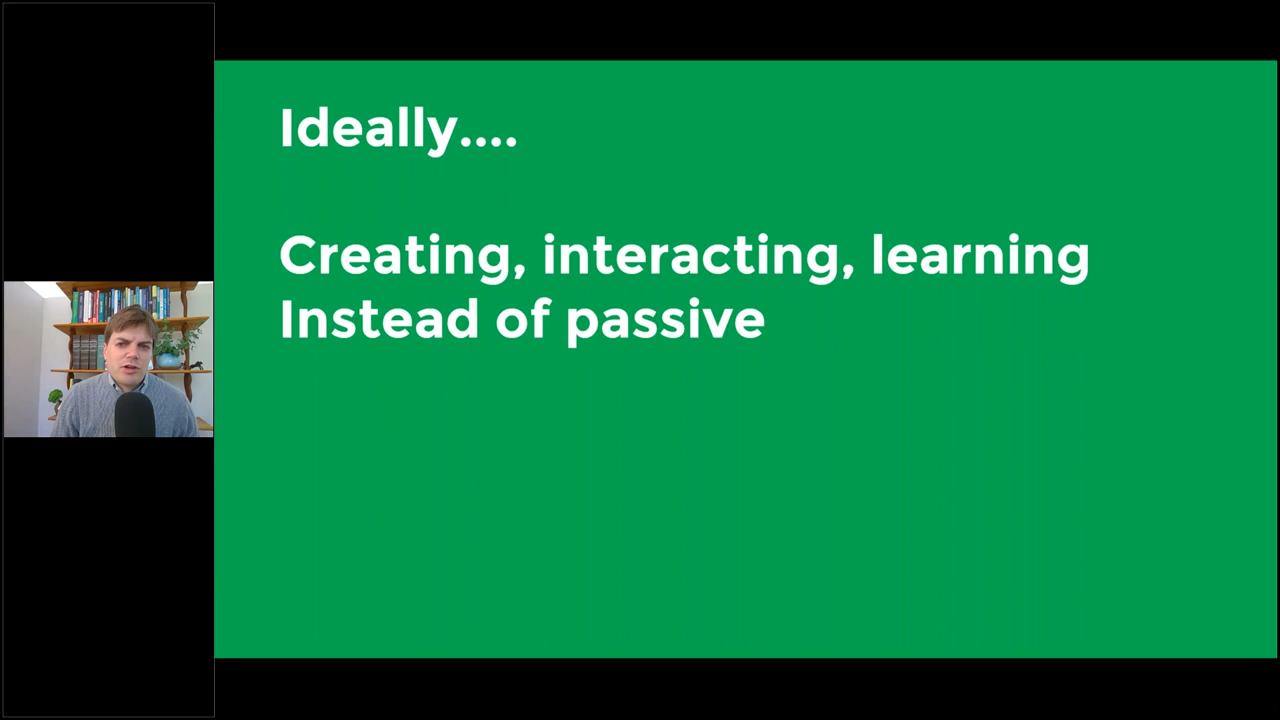 Ideally....
Creating, interacting, learning
Instead of passive